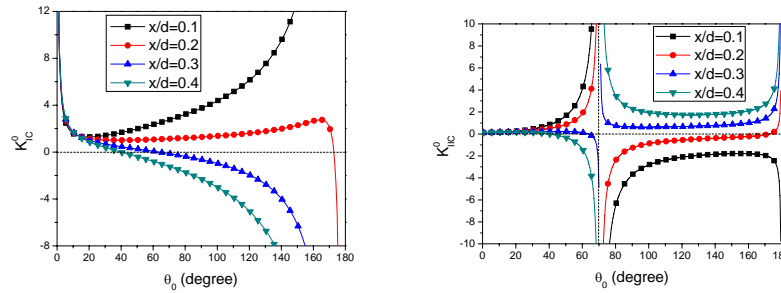 12
8
4
0
-4
-8
K⁰IC
0 20 40 60 80 100 120 140 160 180
θ₀ (degree)
x/d=0.1
x/d=0.2
x/d=0.3
x/d=0.4
10
8
6
4
2
0
-2
-4
-6
-8
-10
K⁰IIC
0 20 40 60 80 100 120 140 160 180
θ₀ (degree)
x/d=0.1
x/d=0.2
x/d=0.3
x/d=0.4